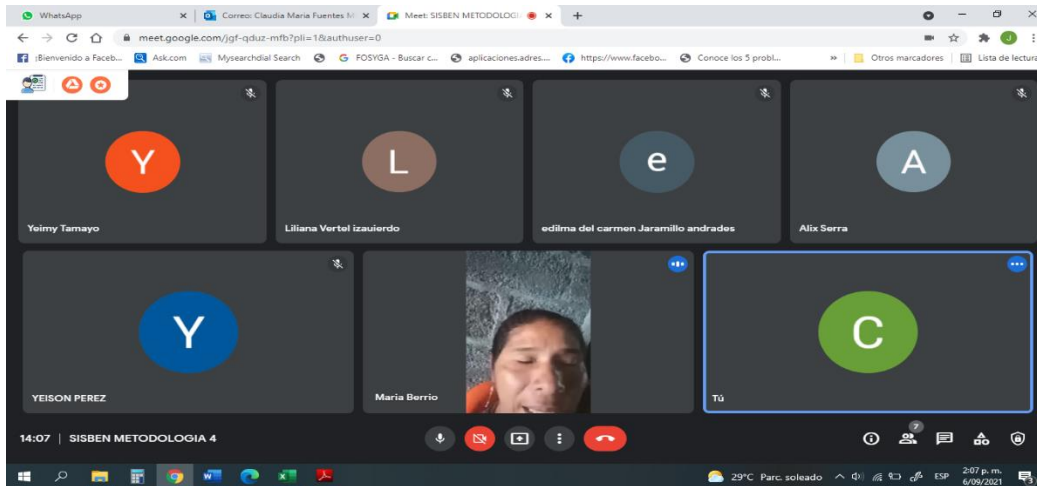 WhatsApp
Correo: Claudia Maria Fuentes M
Meet: SISBEN METODOLOGI
meet.google.com/jgf-qduz-mfb?pli=1&authuser=0
J
:Bienvenido a Faceb...
Ask.com
Mysearchdial Search
FOSYGA - Buscar c...
aplicaciones.adres....
https://www.facebo...
Conoce los 5 probl...
»
Otros marcadores
Lista de lectura
Y
Yeimy Tamayo
L
Liliana Vertel izauierdo
e
edilma del carmen Jaramillo andrades
A
Alix Serra
Y
YEISON PEREZ
Maria Berrio
C
Tú
14:07 | SISBEN METODOLOGIA 4
7
29°C Parc. soleado
ESP
2:07 p. m.
6/09/2021